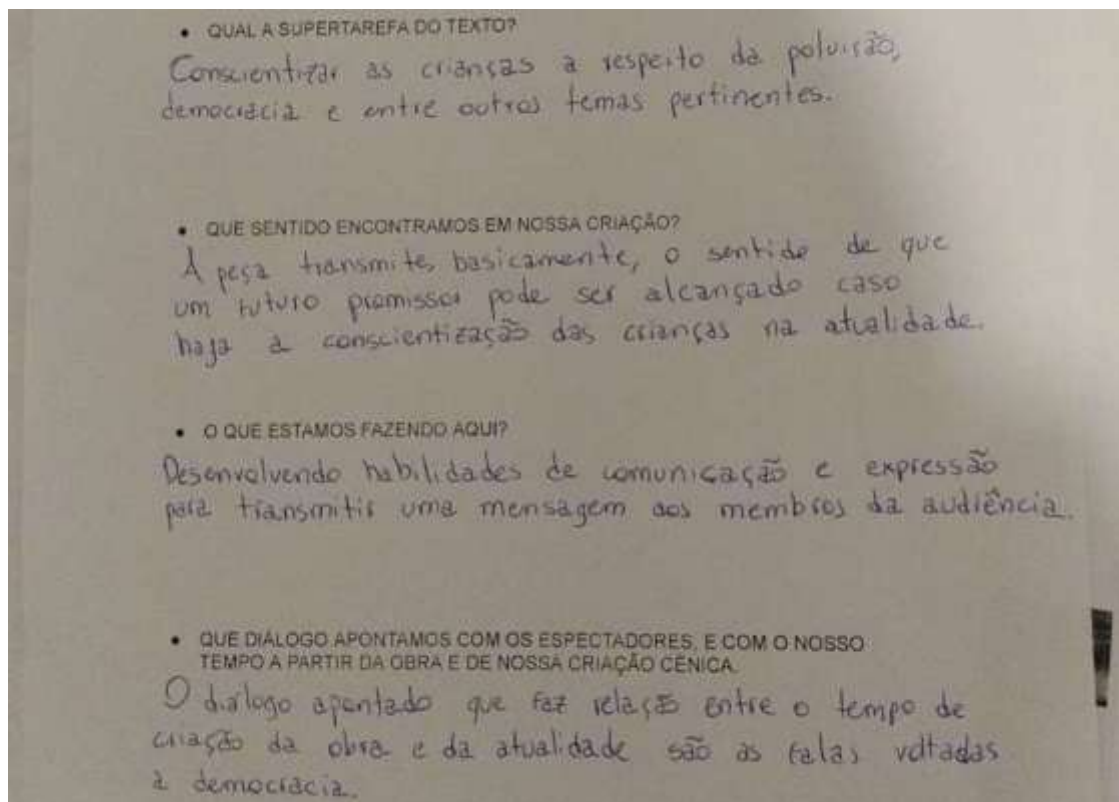 • QUAL A SUPERTAREFA DO TEXTO?
Conscientizar as crianças a respeito da poluição,
democracia e entre outros temas pertinentes.
• QUE SENTIDO ENCONTRAMOS EM NOSSA CRIAÇÃO?
A peça transmite, basicamente, o sentido de que
um futuro promissor pode ser alcançado caso
haja a conscientização das crianças na atualidade.
• O QUE ESTAMOS FAZENDO AQUI?
Desenvolvendo habilidades de comunicação e expressão
para transmitir uma mensagem aos membros da audiência.
• QUE DIÁLOGO APONTAMOS COM OS ESPECTADORES, E COM O NOSSO
TEMPO A PARTIR DA OBRA E DE NOSSA CRIAÇÃO CÊNICA.
O diálogo apontado que faz relação entre o tempo de
criação da obra e da atualidade são as falas voltadas
a democracia.